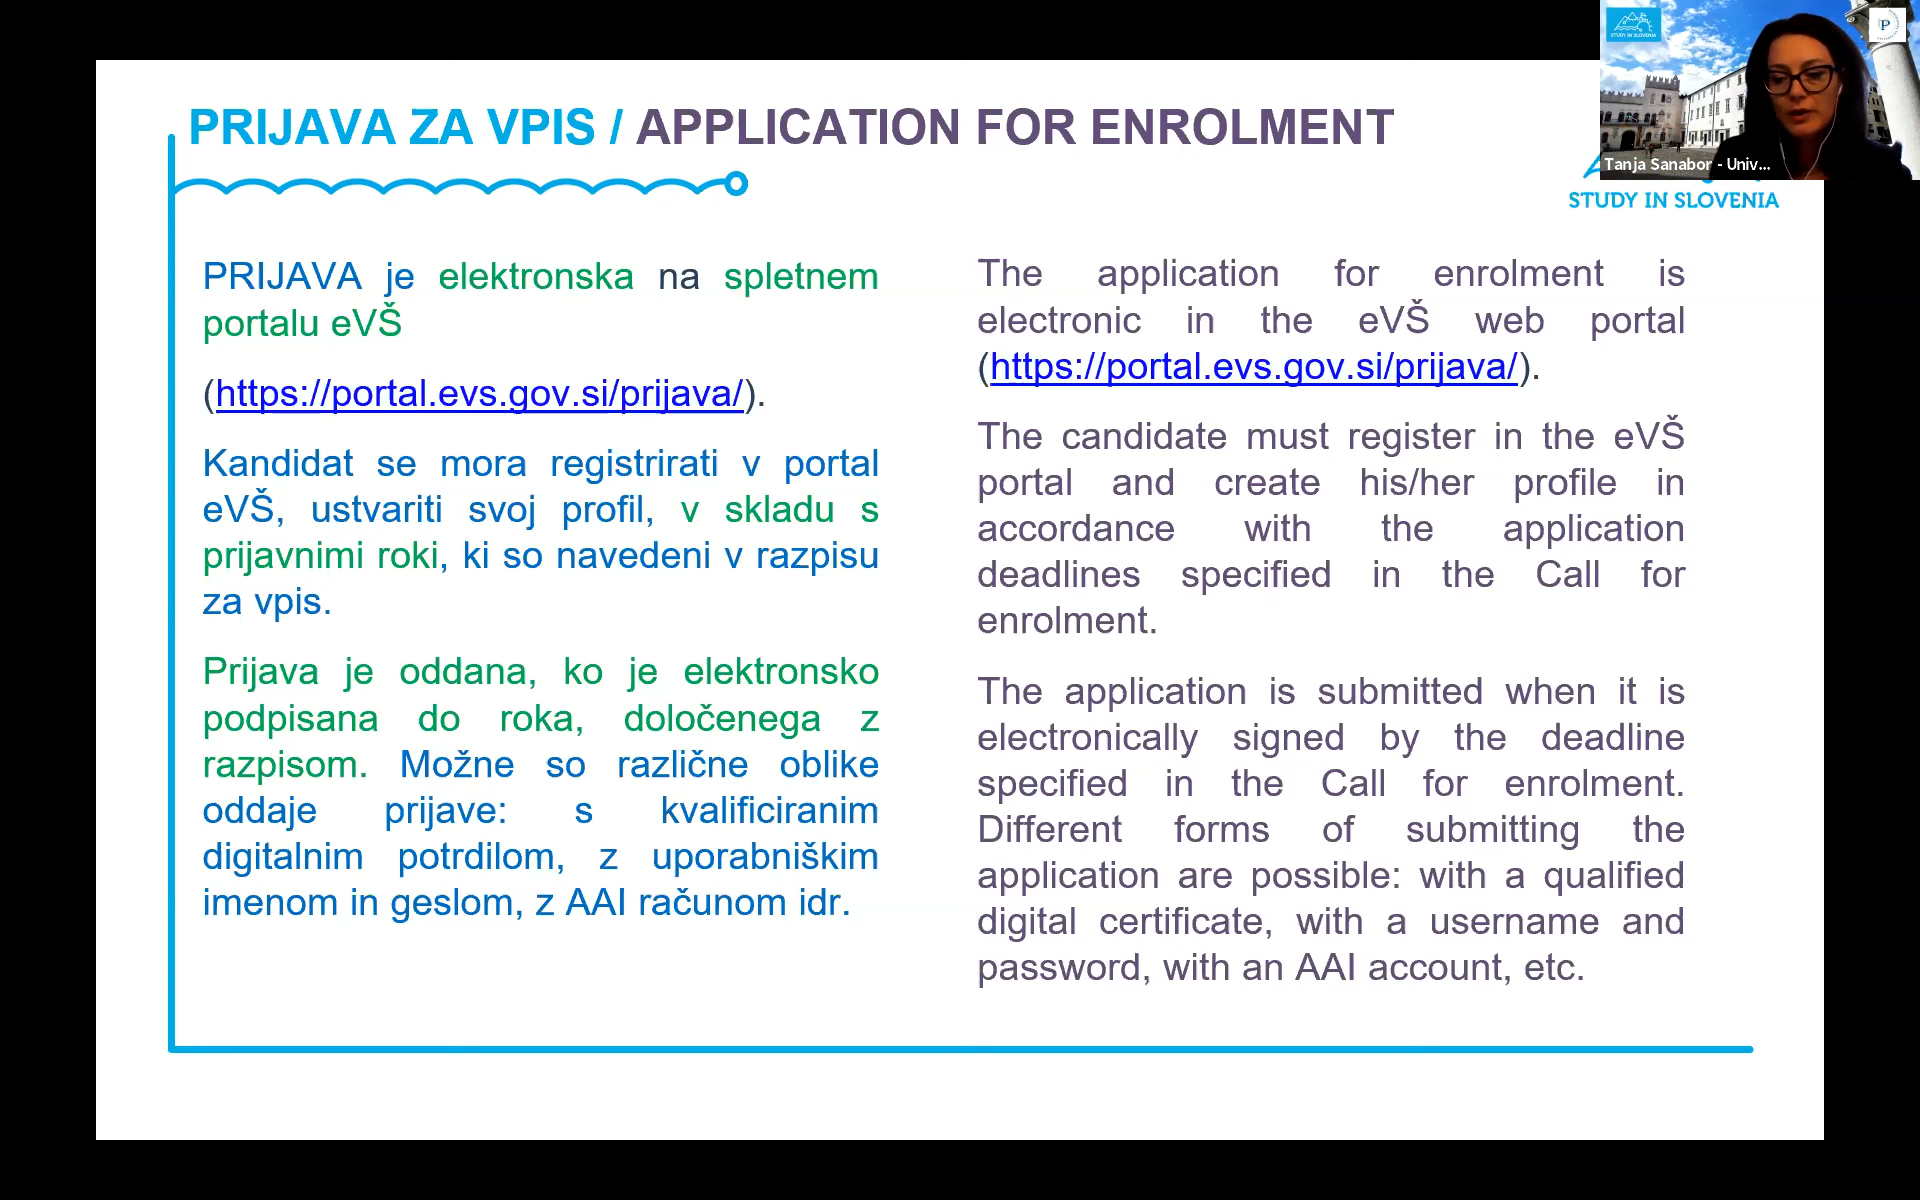 PRIJAVA ZA VPIS / APPLICATION FOR ENROLMENT
STUDY IN SLOVENIA
Tanja Sanabor - Univ...
P
STUDY IN SLOVENIA
PRIJAVA je elektronska na spletnem
portalu eVŠ
(https://portal.evs.gov.si/prijava/).
Kandidat se mora registrirati v portal
eVŠ, ustvariti svoj profil, v skladu s
prijavnimi roki, ki so navedeni v razpisu
za vpis.
Prijava je oddana, ko je elektronsko
podpisana do roka, določenega z
razpisom. Možne so različne oblike
oddaje prijave: s kvalificiranim
digitalnim potrdilom, z uporabniškim
imenom in geslom, z AAI računom idr.
The application for enrolment is
electronic in the eVŠ web portal
(https://portal.evs.gov.si/prijava/).
The candidate must register in the eVŠ
portal and create his/her profile in
accordance with the application
deadlines specified in the Call for
enrolment.
The application is submitted when it is
electronically signed by the deadline
specified in the Call for enrolment.
Different forms of submitting the
application are possible: with a qualified
digital certificate, with a username and
password, with an AAI account, etc.